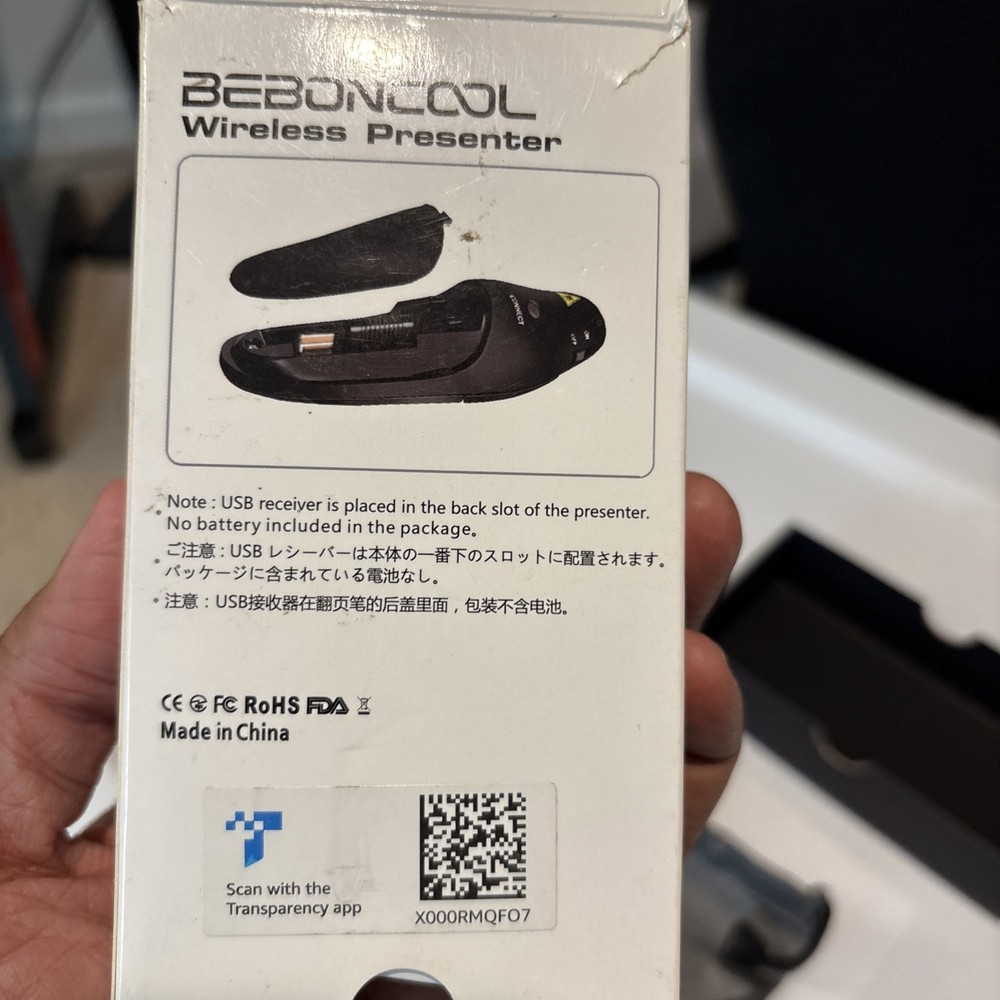 BEBONCOOL
Wireless Presenter
CONNECT
ON
OFF
Note : USB receiver is placed in the back slot of the presenter.
No battery included in the package。
ご注意 : USB レシーバーは本体の一番下のスロットに配置されます。
パッケージに含まれている電池なし。
注意 : USB接收器在翻页笔的后盖里面 , 包装不含电池。
CE FC RoHS FDA
Made in China
Scan with the
Transparency app
X000RMQFO7